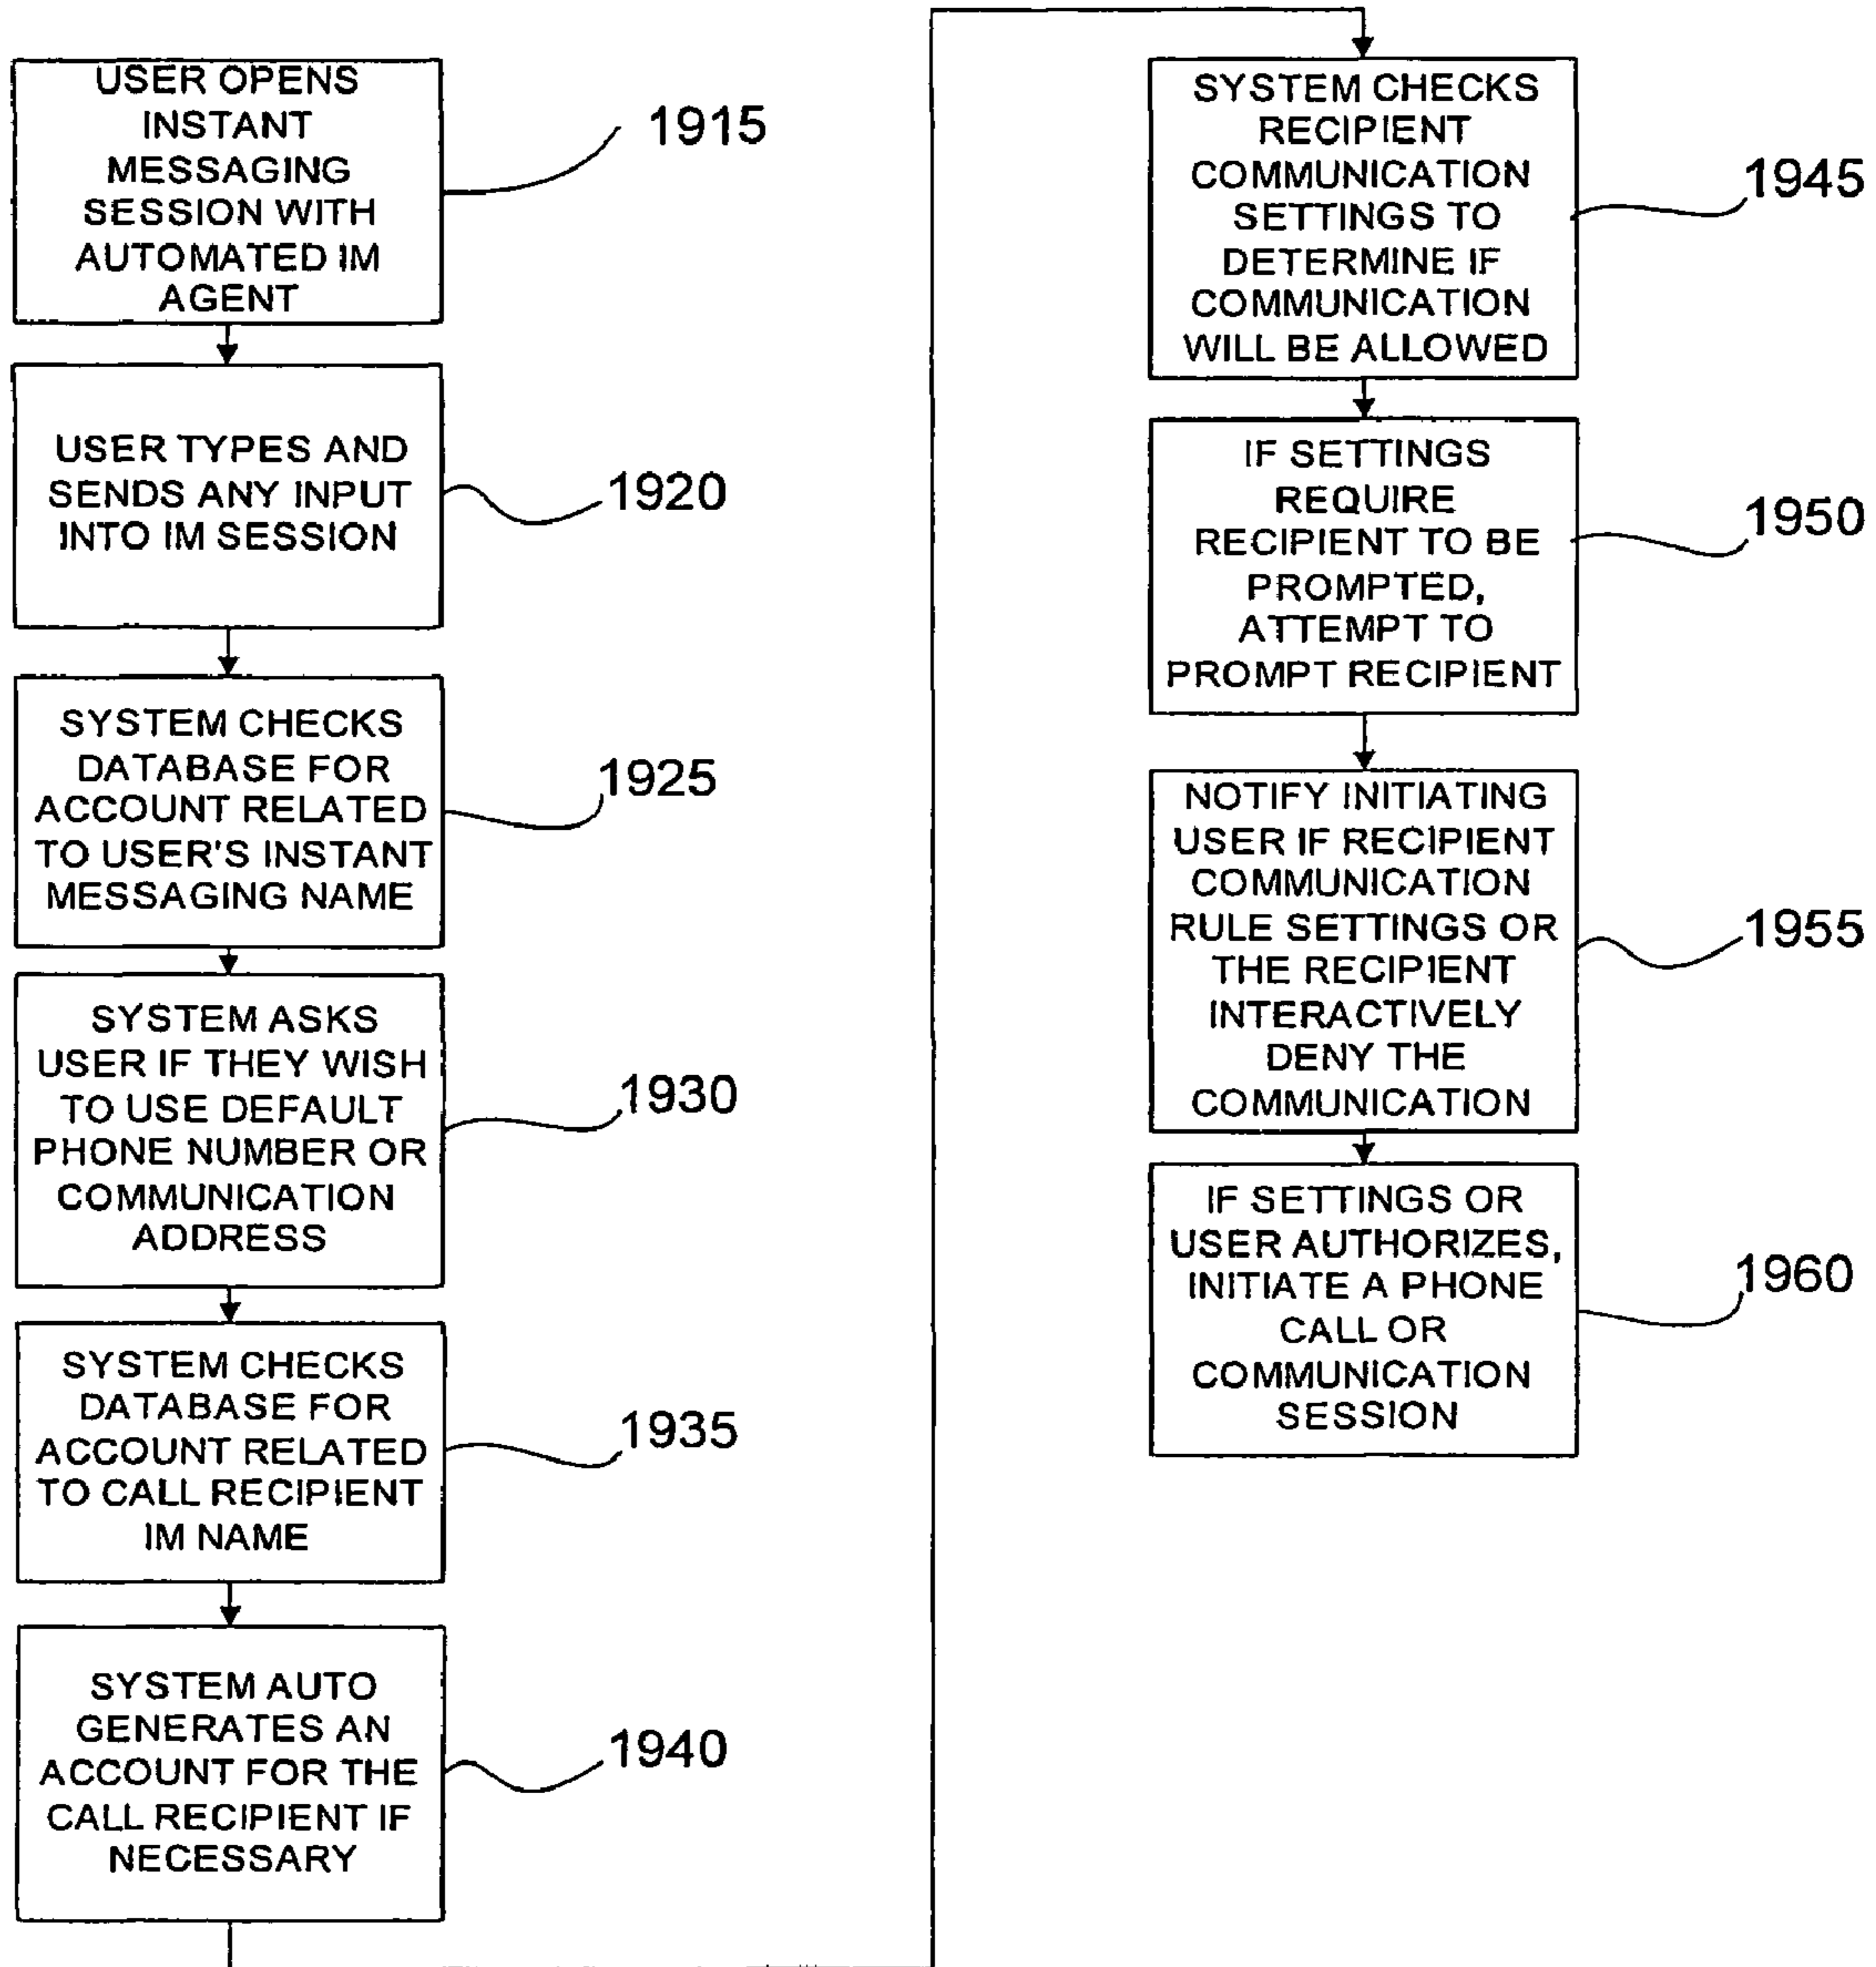 USER OPENS
INSTANT
MESSAGING
SESSION WITH
AUTOMATED IM
AGENT
1915
USER TYPES AND
SENDS ANY INPUT
INTO IM SESSION
1920
SYSTEM CHECKS
DATABASE FOR
ACCOUNT RELATED
TO USER'S INSTANT
MESSAGING NAME
1925
SYSTEM ASKS
USER IF THEY WISH
TO USE DEFAULT
PHONE NUMBER OR
COMMUNICATION
ADDRESS
1930
SYSTEM CHECKS
DATABASE FOR
ACCOUNT RELATED
TO CALL RECIPIENT
IM NAME
1935
SYSTEM AUTO
GENERATES AN
ACCOUNT FOR THE
CALL RECIPIENT IF
NECESSARY
1940
SYSTEM CHECKS
RECIPIENT
COMMUNICATION
SETTINGS TO
DETERMINE IF
COMMUNICATION
WILL BE ALLOWED
1945
IF SETTINGS
REQUIRE
RECIPIENT TO BE
PROMPTED,
ATTEMPT TO
PROMPT RECIPIENT
1950
NOTIFY INITIATING
USER IF RECIPIENT
COMMUNICATION
RULE SETTINGS OR
THE RECIPIENT
INTERACTIVELY
DENY THE
COMMUNICATION
1955
IF SETTINGS OR
USER AUTHORIZES,
INITIATE A PHONE
CALL OR
COMMUNICATION
SESSION
1960